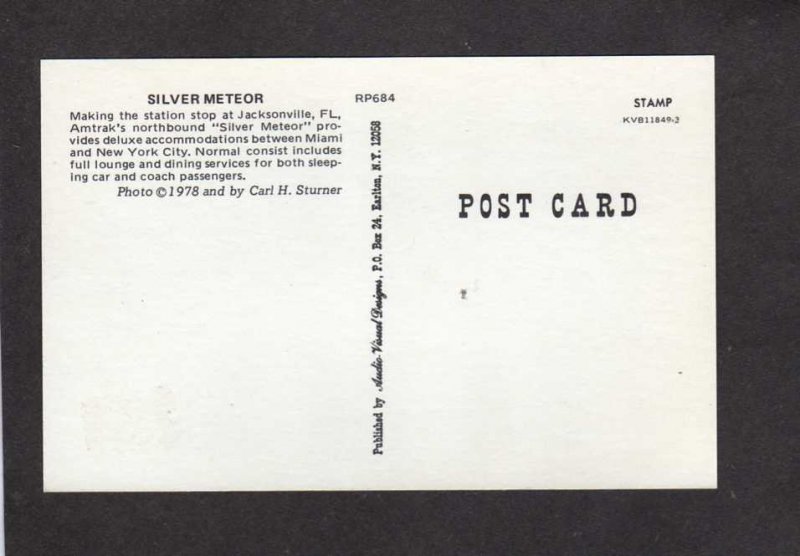 SILVER METEOR
Making the station stop at Jacksonville, FL,
Amtrak's northbound "Silver Meteor" pro-
vides deluxe accommodations between Miami
and New York City. Normal consist includes
full lounge and dining services for both sleep-
ing car and coach passengers.
Photo © 1978 and by Carl H. Sturner
RP684
Published by Audio-Visual Designs, P.O. Box 24, Earlton, N.Y. 12058
STAMP
KVB11849-2
POST CARD